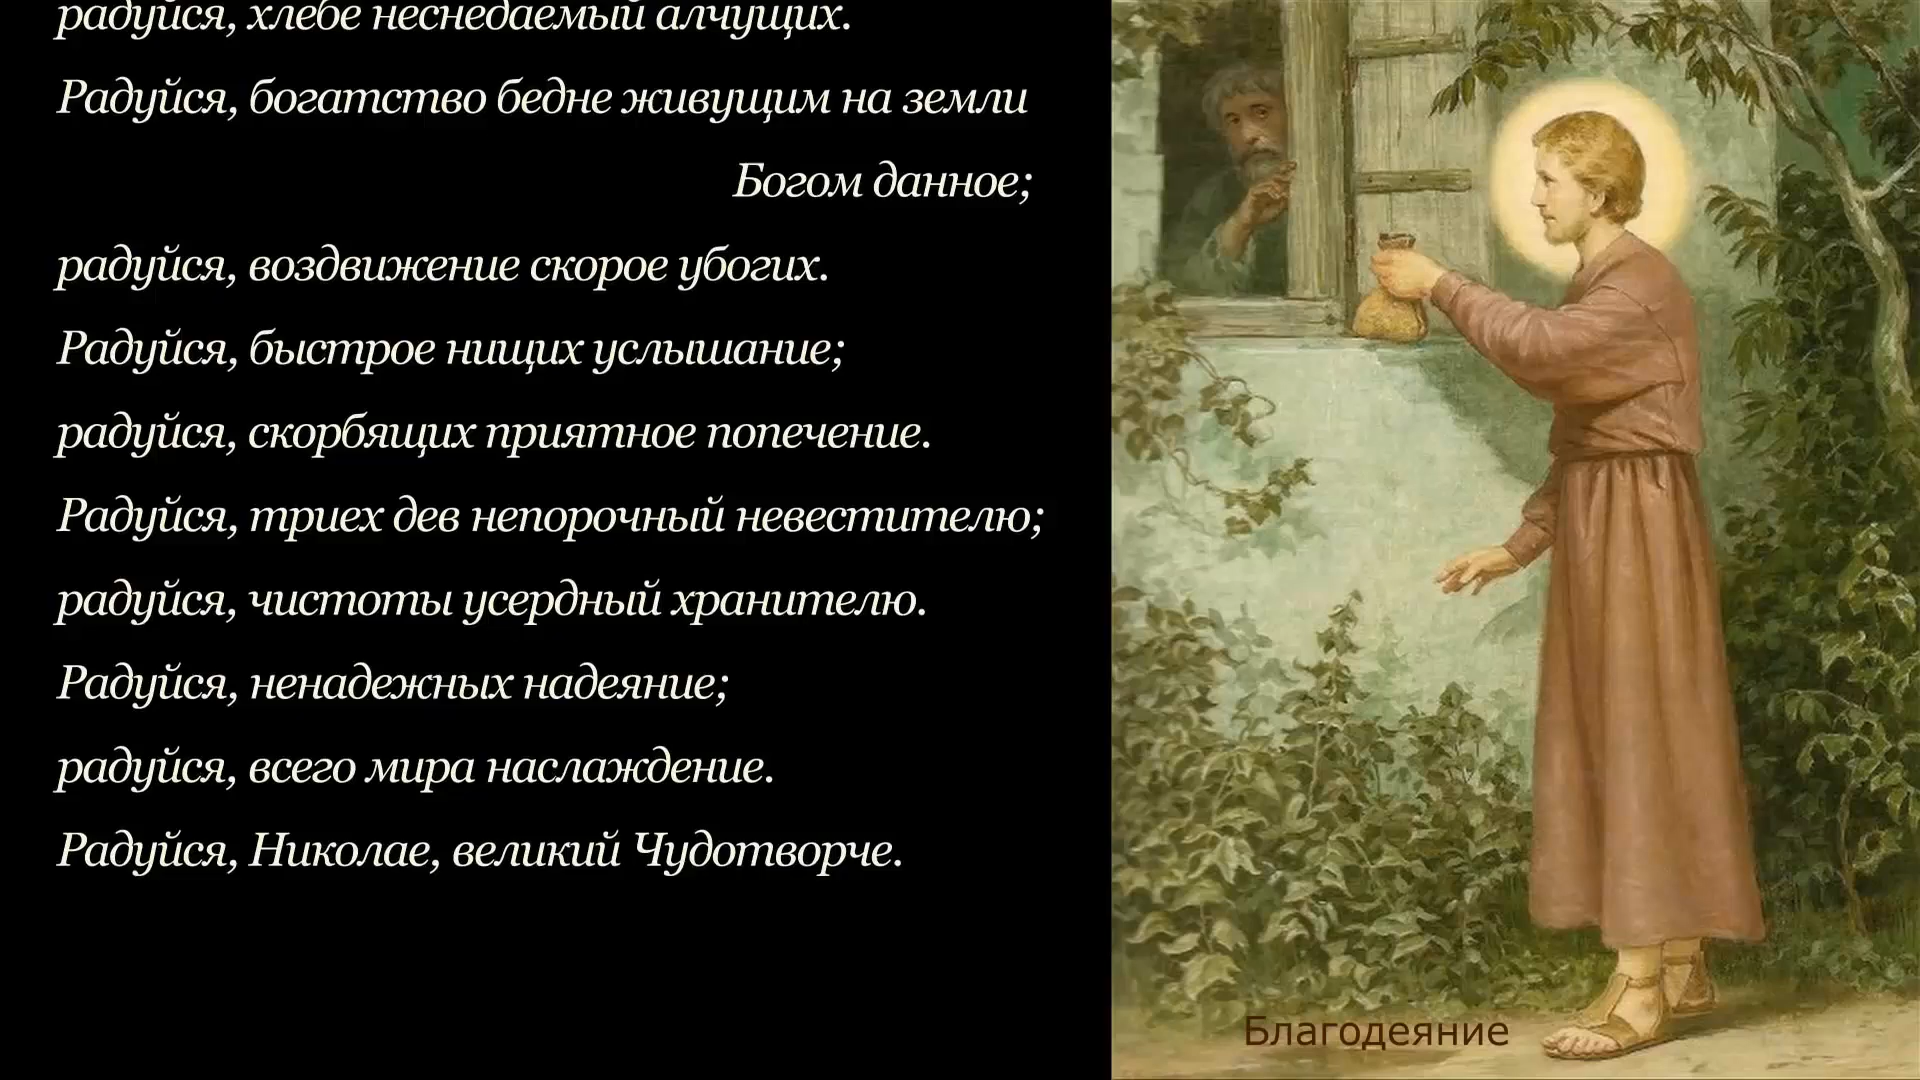 радуйся, хлебе неснедаемый алчущих.
Радуйся, богатство бедне живущим на земли
Богом данное;
радуйся, воздвижение скорое убогих.
Радуйся, быстрое нищих услышание;
радуйся, скорбящих приятное попечение.
Радуйся, триех дев непорочный невестителю;
радуйся, чистоты усердный хранителю.
Радуйся, ненадежных надеяние;
радуйся, всего мира наслаждение.
Радуйся, Николае, великий Чудотворче.
Благодеяние